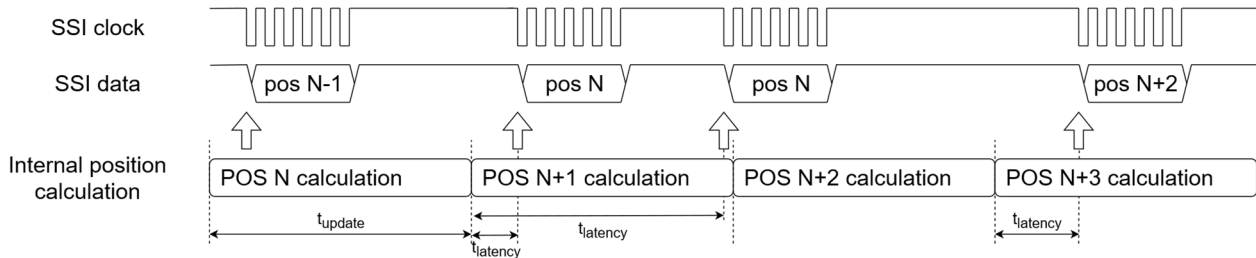 SSI clock
SSI data
pos N-1
pos N
pos N
pos N+2
Internal position
calculation
POS N calculation
POS N+1 calculation
POS N+2 calculation
POS N+3 calculation
tupdate
tlatency
tlatency
tlatency